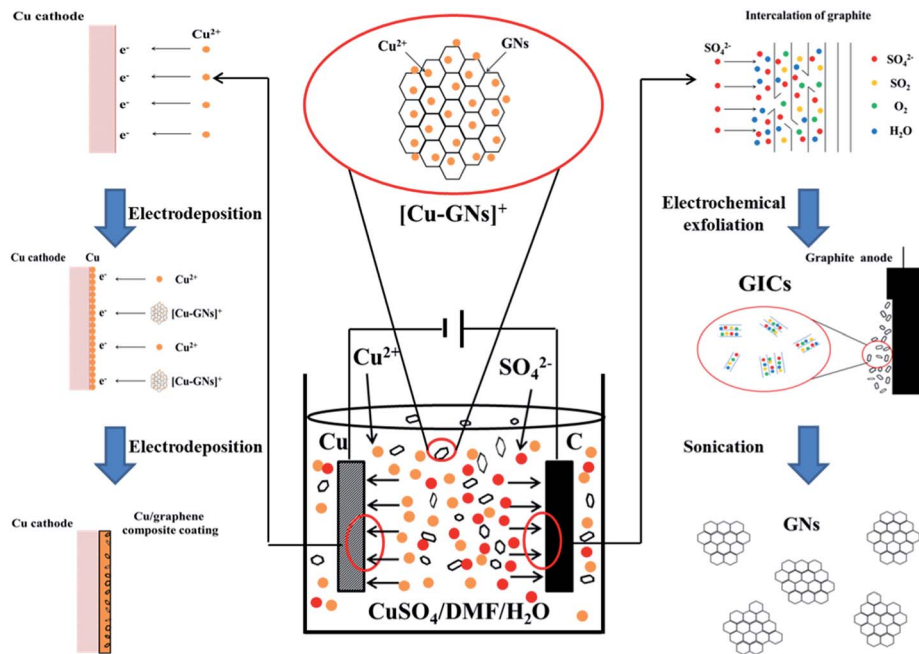 Cu cathode
Cu²⁺
e⁻
e⁻
e⁻
e⁻
Electrodeposition
Cu cathode Cu
e⁻ Cu²⁺
e⁻ [Cu-GNs]⁺
e⁻ Cu²⁺
e⁻ [Cu-GNs]⁺
Electrodeposition
Cu cathode
Cu/graphene
composite coating
Cu²⁺ GNs
[Cu-GNs]⁺
Cu²⁺
SO₄²⁻
Cu
C
CuSO₄/DMF/H₂O
Intercalation of graphite
SO₄²⁻
SO₄²⁻
SO₂
O₂
H₂O
Electrochemical
exfoliation
Graphite anode
GICs
Sonication
GNs